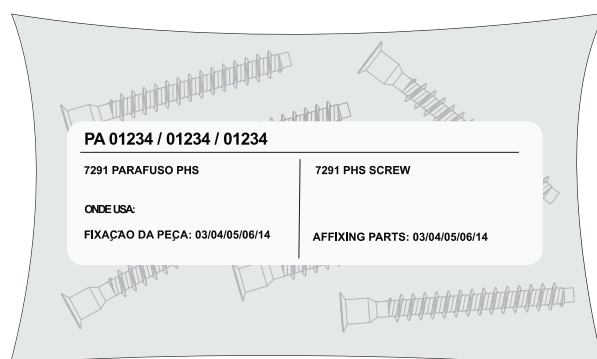 PA 01234 / 01234 / 01234
7291 PARAFUSO PHS
ONDE USA:
FIXAÇAO DA PEÇA: 03/04/05/06/14
7291 PHS SCREW
AFFIXING PARTS: 03/04/05/06/14